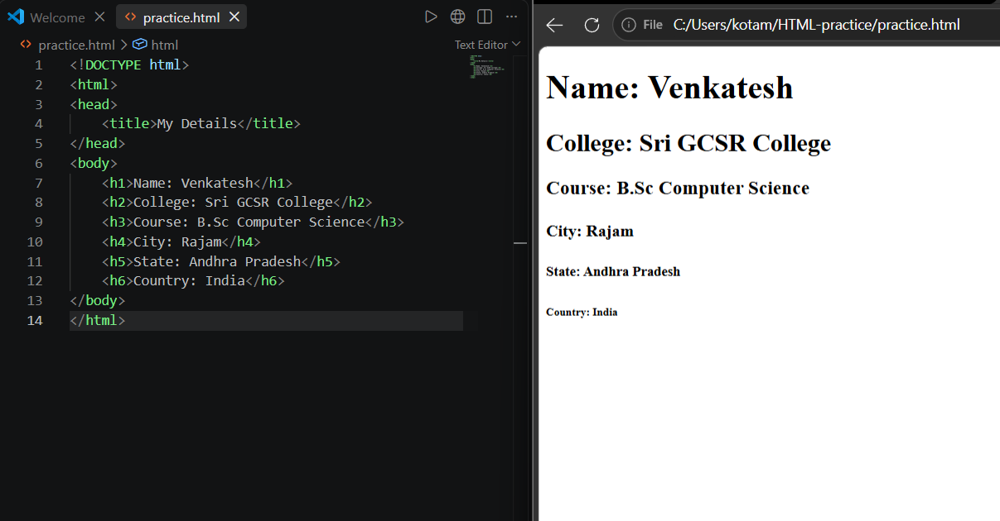 Welcome
practice.html
practice.html > html
Text Editor
1 <!DOCTYPE html>
2 <html>
3 <head>
4     <title>My Details</title>
5 </head>
6 <body>
7     <h1>Name: Venkatesh</h1>
8     <h2>College: Sri GCSR College</h2>
9     <h3>Course: B.Sc Computer Science</h3>
10     <h4>City: Rajam</h4>
11     <h5>State: Andhra Pradesh</h5>
12     <h6>Country: India</h6>
13 </body>
14 </html>
File C:/Users/kotam/HTML-practice/practice.html
Name: Venkatesh
College: Sri GCSR College
Course: B.Sc Computer Science
City: Rajam
State: Andhra Pradesh
Country: India